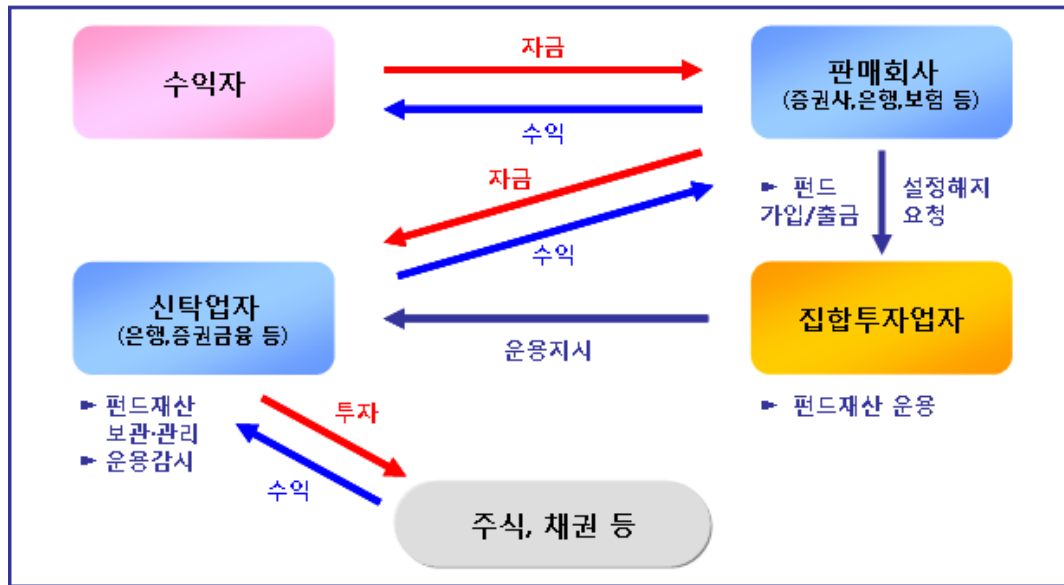 수익자
자금
수익
판매회사
(증권사,은행,보험 등)
자금
수익
► 펀드
가입/출금
설정해지
요청
신탁업자
(은행,증권금융 등)
운용지시
집합투자업자
► 펀드재산
보관·관리
► 운용감시
투자
수익
► 펀드재산 운용
주식, 채권 등